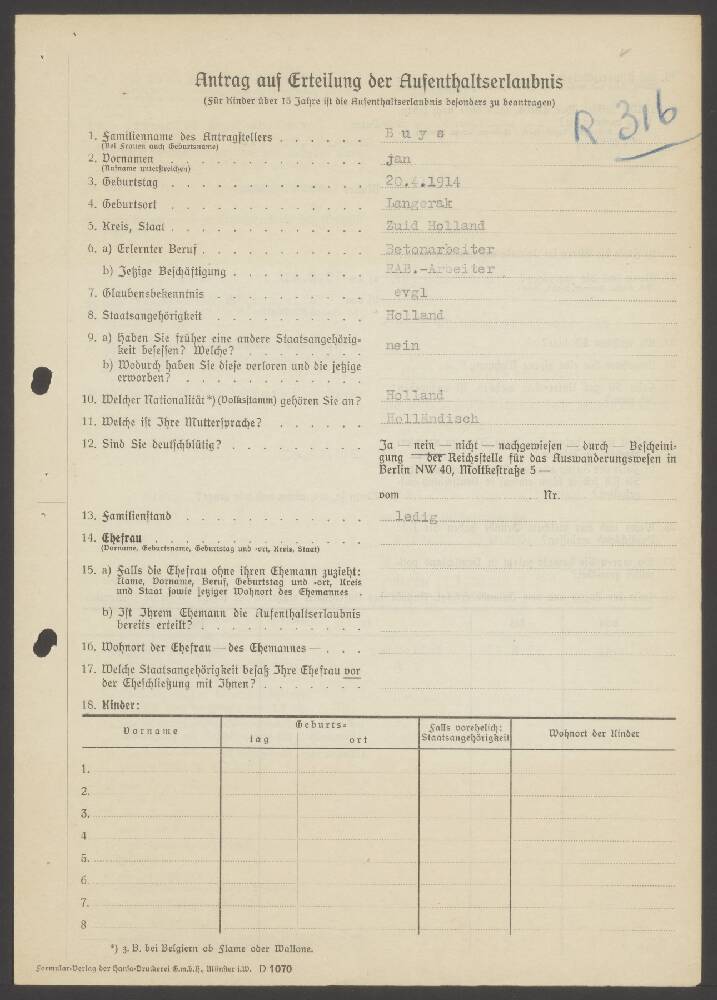 Antrag auf Erteilung der Aufenthaltserlaubnis
(Für Kinder über 15 Jahre ist die Aufenthaltserlaubnis besonders zu beantragen)
R 316
1. Familienname des Antragstellers . . . . . . B u y s
(Bei Frauen auch Geburtsname)
2. Vornamen . . . . . . . . . . . . jan
(Rufname unterstreichen)
3. Geburtstag . . . . . . . . . . . . 20.4.1914
4. Geburtsort . . . . . . . . . . . . Langerak
5. Kreis, Staat . . . . . . . . . . . . Zuid Holland
6. a) Erlernter Beruf . . . . . . . . . . Betonarbeiter
b) Jetzige Beschäftigung . . . . . . . . RAB.-Arbeiter
7. Glaubensbekenntnis . . . . . . . . . evgl
8. Staatsangehörigkeit . . . . . . . . . Holland
9. a) Haben Sie früher eine andere Staatsangehörig-
keit besessen? Welche? . . . . . . . . nein
b) Wodurch haben Sie diese verloren und die jetzige
erworben? . . . . . . . . . . .
10. Welcher Nationalität *) (Volksstamm) gehören Sie an? Holland
11. Welche ist Ihre Muttersprache? . . . . . . Holländisch
12. Sind Sie deutschblütig? . . . . . . . . Ja — nein — nicht — nachgewiesen — durch — Bescheini-
gung — der Reichsstelle für das Auswanderungswesen in
Berlin NW 40, Moltkestraße 5 —
vom Nr.
13. Familienstand . . . . . . . . . . . ledig
14. Ehefrau . . . . . . . . . . . .
(Vorname, Geburtsname, Geburtstag und -ort, Kreis, Staat)
15. a) Falls die Ehefrau ohne ihren Ehemann zuzieht:
Name, Vorname, Beruf, Geburtstag und -ort, Kreis
und Staat sowie jetziger Wohnort des Ehemannes .
b) Ist Ihrem Ehemann die Aufenthaltserlaubnis
bereits erteilt? . . . . . . . . . .
16. Wohnort der Ehefrau — des Ehemannes — . . .
17. Welche Staatsangehörigkeit besaß Ihre Ehefrau vor
der Eheschließung mit Ihnen? . . . . . . .
18. Kinder:
Vorname Geburts- Falls vorehelich: Wohnort der Kinder
tag ort Staatsangehörigkeit
1.
2.
3.
4
5.
6.
7.
8
*) z. B. bei Belgiern ob Flame oder Wallone.
Formular-Verlag der Hansa-Druckerei G.m.b.H., Münster i.W. D 1070